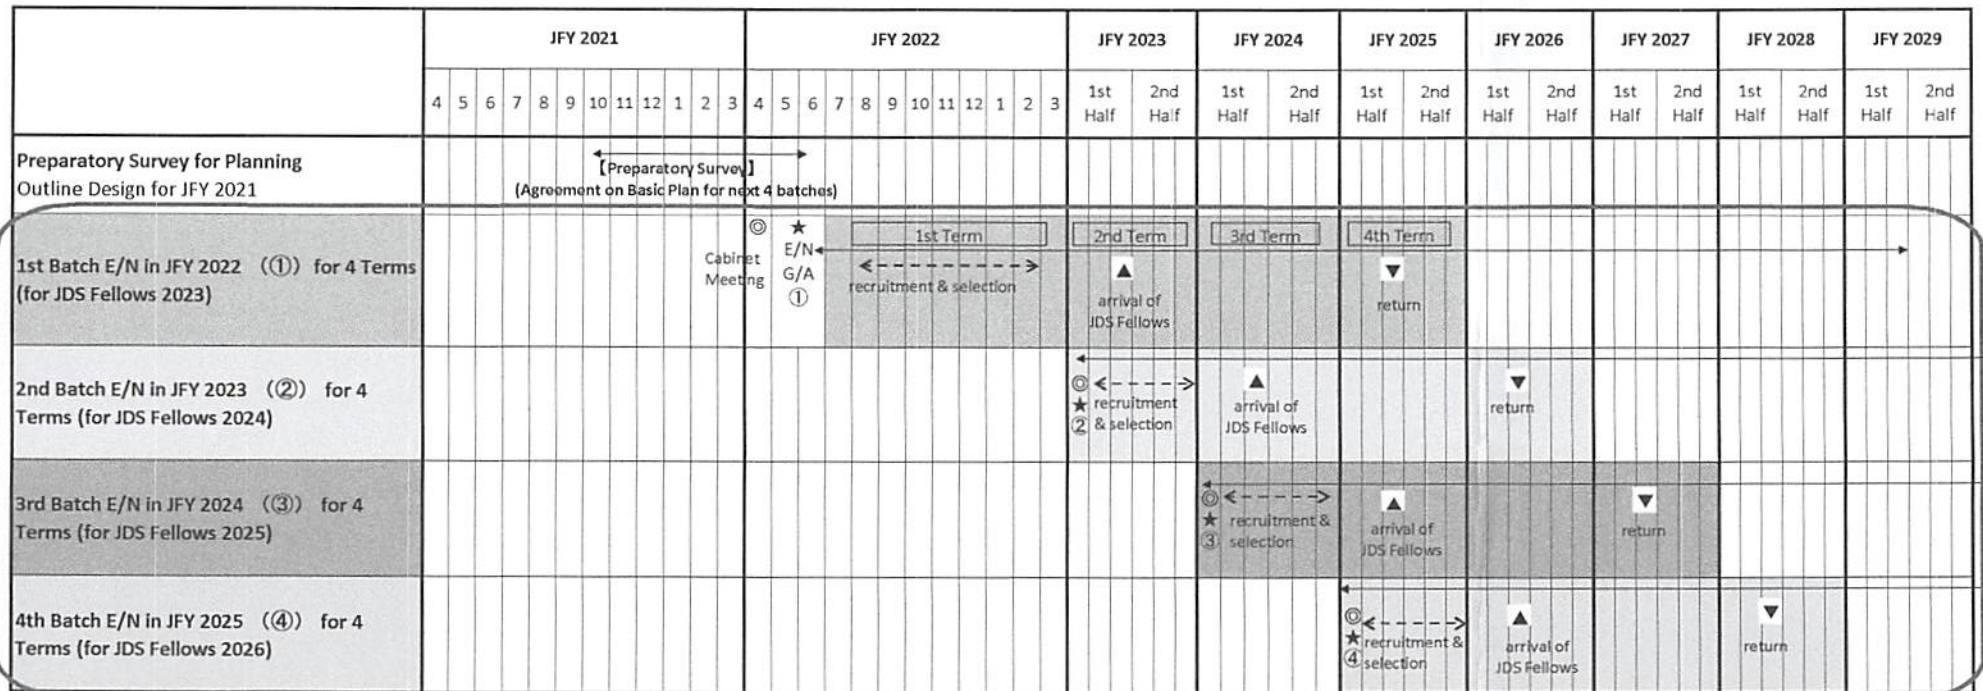 JFY 2021 JFY 2022 JFY 2023 JFY 2024 JFY 2025 JFY 2026 JFY 2027 JFY 2028 JFY 2029
4 5 6 7 8 9 10 11 12 1 2 3 4 5 6 7 8 9 10 11 12 1 2 3 1st Half 2nd Half 1st Half 2nd Half 1st Half 2nd Half 1st Half 2nd Half 1st Half 2nd Half 1st Half 2nd Half 1st Half 2nd Half
Preparatory Survey for Planning
Outline Design for JFY 2021
【Preparatory Survey】
(Agreement on Basic Plan for next 4 batches)
1st Batch E/N in JFY 2022 (①) for 4 Terms
(for JDS Fellows 2023)
◎ ★
Cabinet
Meeting
E/N
G/A
①
1st Term 2nd Term 3rd Term 4th Term
recruitment & selection
▲
arrival of
JDS Fellows
▼
return
2nd Batch E/N in JFY 2023 (②) for 4
Terms (for JDS Fellows 2024)
◎
★ recruitment
② & selection
▲
arrival of
JDS Fellows
▼
return
3rd Batch E/N in JFY 2024 (③) for 4
Terms (for JDS Fellows 2025)
◎
★ recruitment &
③ selection
▲
arrival of
JDS Fellows
▼
return
4th Batch E/N in JFY 2025 (④) for 4
Terms (for JDS Fellows 2026)
◎
★ recruitment &
④ selection
▲
arrival of
JDS Fellows
▼
return